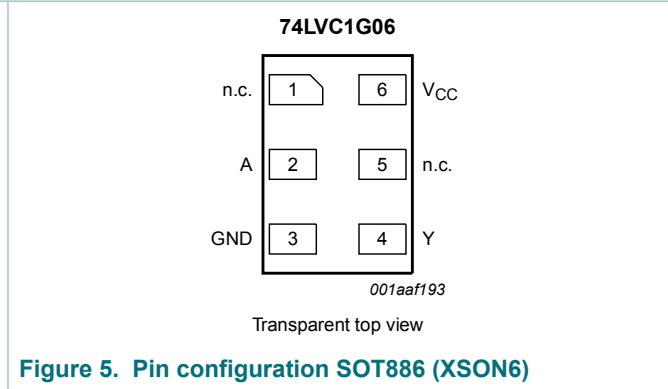 74LVC1G06
n.c. 1 6 VCC
A 2 5 n.c.
GND 3 4 Y
001aaf193
Transparent top view
Figure 5. Pin configuration SOT886 (XSON6)